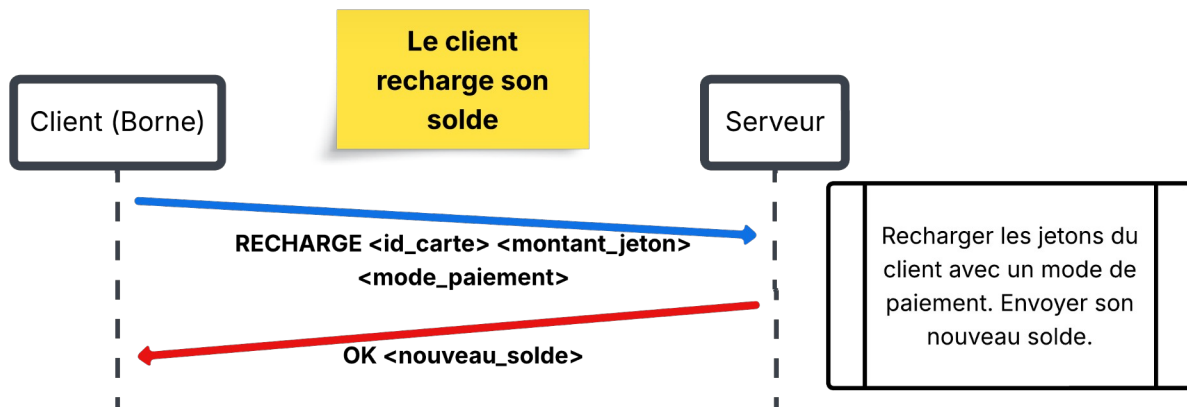 Le client
recharge son
solde
Client (Borne)
Serveur
RECHARGE <id_carte> <montant_jeton>
<mode_paiement>
Recharger les jetons du
client avec un mode de
paiement. Envoyer son
nouveau solde.
OK <nouveau_solde>